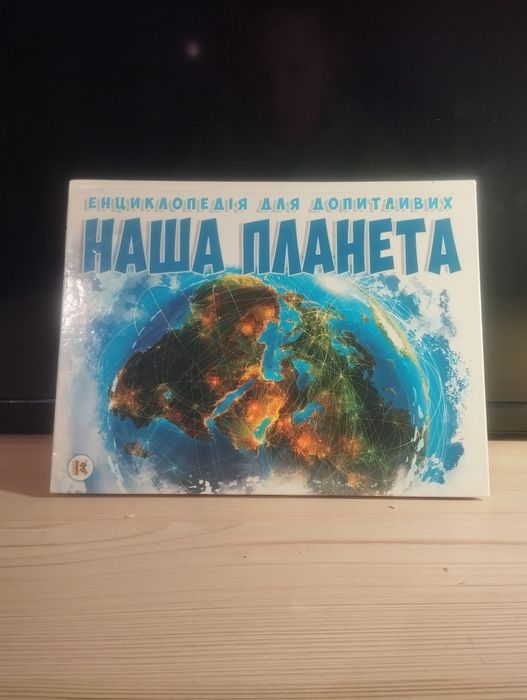 ЕНЦИКЛОПЕДІЯ ДЛЯ ДОПИТЛИВИХ
НАША ПЛАНЕТА
К